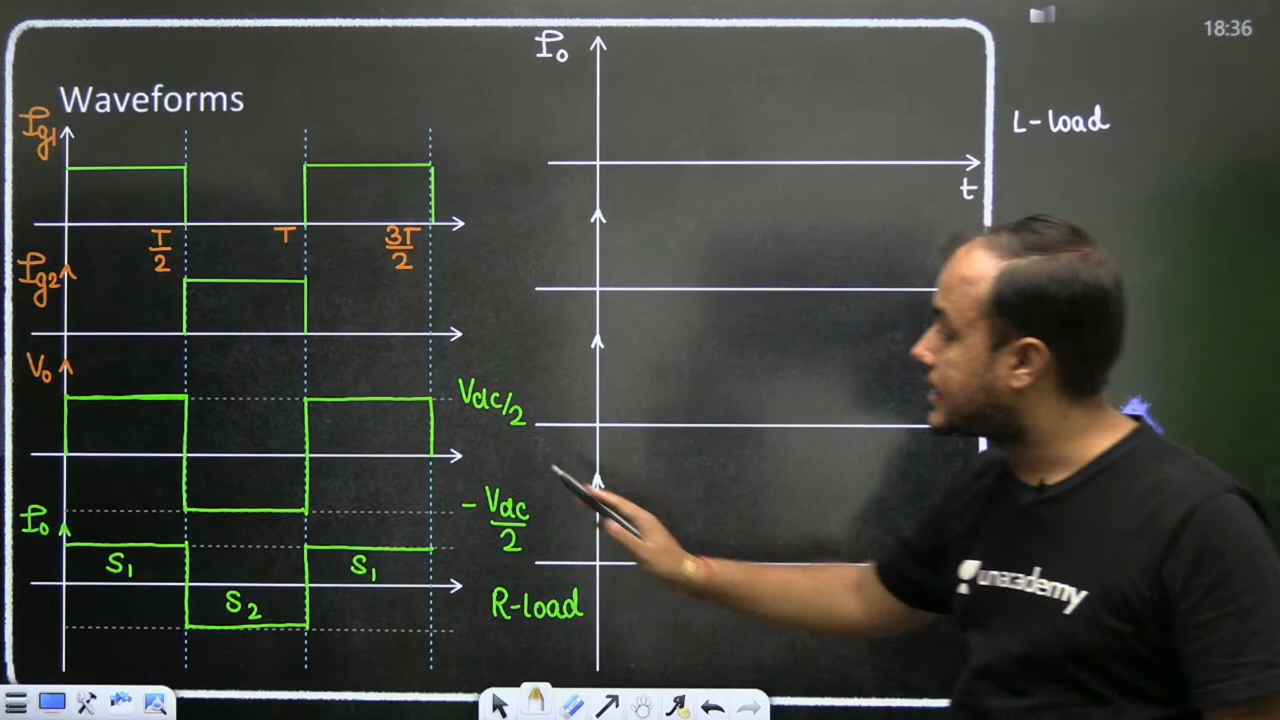 18:36
Waveforms
Ig1
T/2
T
3T/2
Ig2
V0
Vdc/2
-Vdc/2
I0
S1
S2
S1
R-load
I0
t
L-load
unacademy